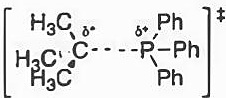 H₃C δ• δ+ Ph ‡
H₃C C P Ph
H₃C Ph